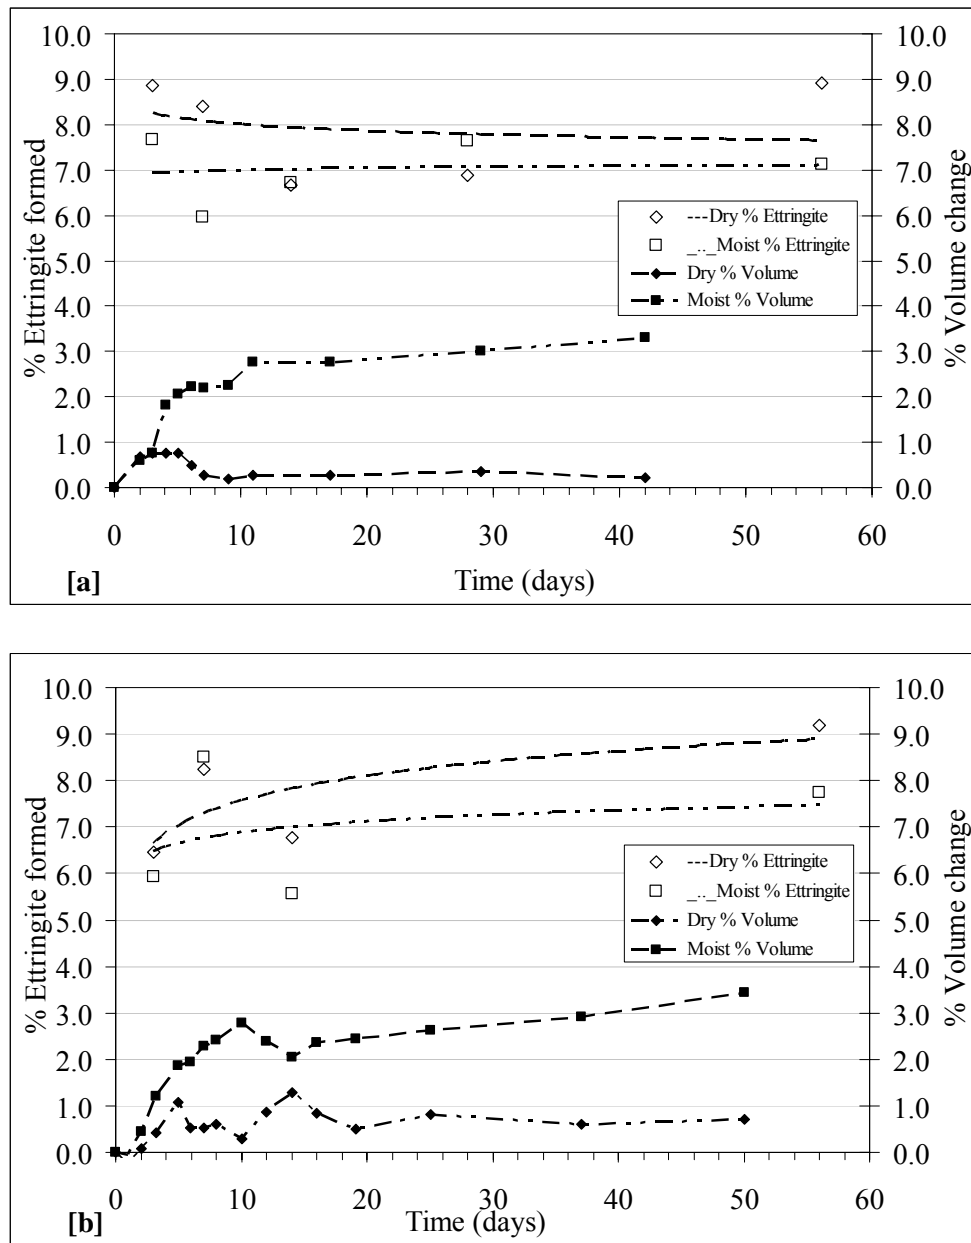 10.0 10.0
9.0 9.0
8.0 8.0
7.0 7.0
6.0 6.0
5.0 5.0
4.0 4.0
3.0 3.0
2.0 2.0
1.0 1.0
0.0 0.0
% Ettringite formed
% Volume change
---Dry % Ettringite
_.._Moist % Ettringite
Dry % Volume
Moist % Volume
0 10 20 30 40 50 60
Time (days)
[a]
10.0 10.0
9.0 9.0
8.0 8.0
7.0 7.0
6.0 6.0
5.0 5.0
4.0 4.0
3.0 3.0
2.0 2.0
1.0 1.0
0.0 0.0
% Ettringite formed
% Volume change
---Dry % Ettringite
_.._Moist % Ettringite
Dry % Volume
Moist % Volume
0 10 20 30 40 50 60
Time (days)
[b]